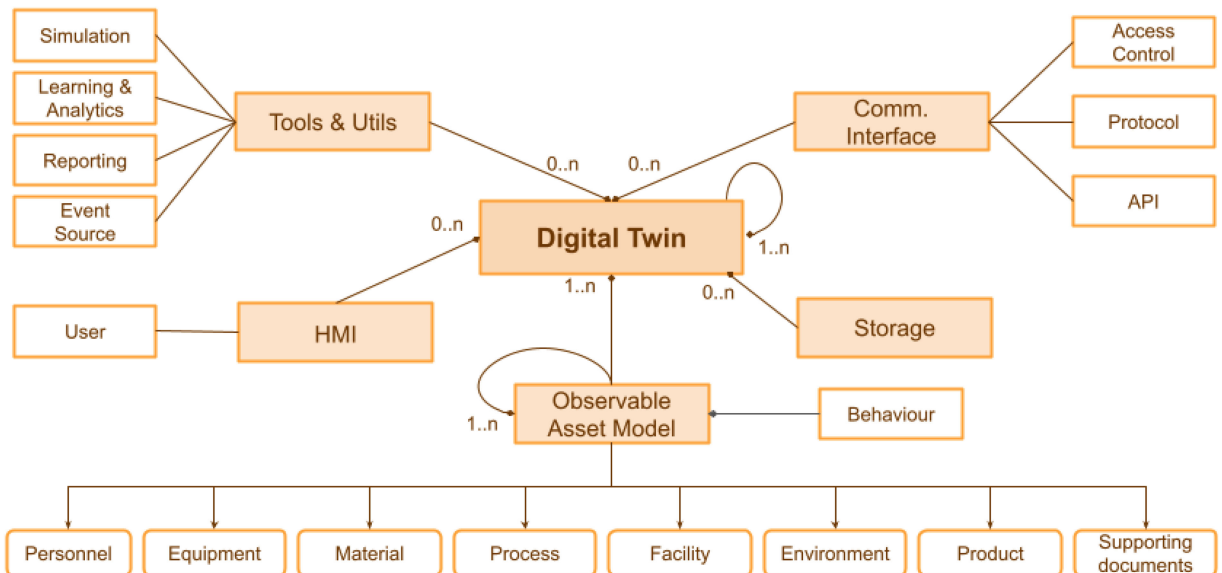 Simulation
Learning &
Analytics
Reporting
Event
Source
Tools & Utils
0..n
Comm.
Interface
0..n
Access
Control
Protocol
API
Digital Twin
1..n
0..n
User
HMI
1..n
0..n
Storage
Observable
Asset Model
1..n
Behaviour
Personnel
Equipment
Material
Process
Facility
Environment
Product
Supporting
documents